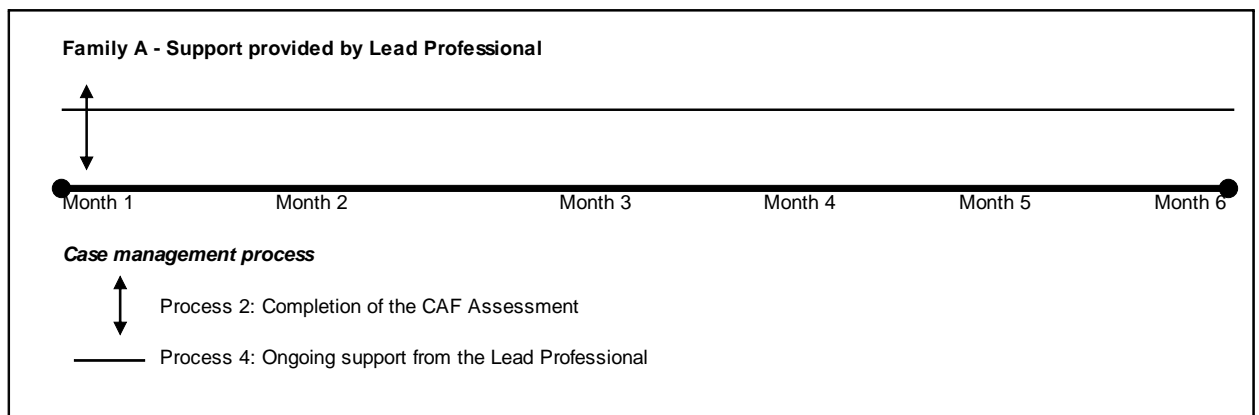 Family A - Support provided by Lead Professional
Month 1 Month 2 Month 3 Month 4 Month 5 Month 6
Case management process
Process 2: Completion of the CAF Assessment
Process 4: Ongoing support from the Lead Professional